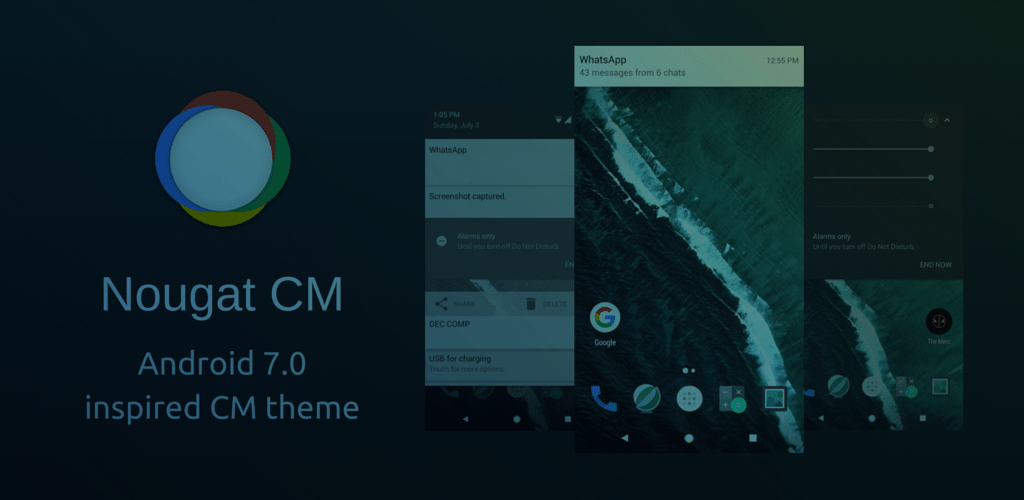 Nougat CM
Android 7.0
inspired CM theme
1:05 PM
Sunday, July 3
WhatsApp
Screenshot captured.
Alarms only
Until you turn off Do Not Disturb
EN
SHARE
DELETE
DEC COMP
USB for charging
Touch for more options.
WhatsApp
12:55 PM
43 messages from 6 chats
Google
Alarms only
Until you turn off Do Not Disturb
END NOW
The Merc